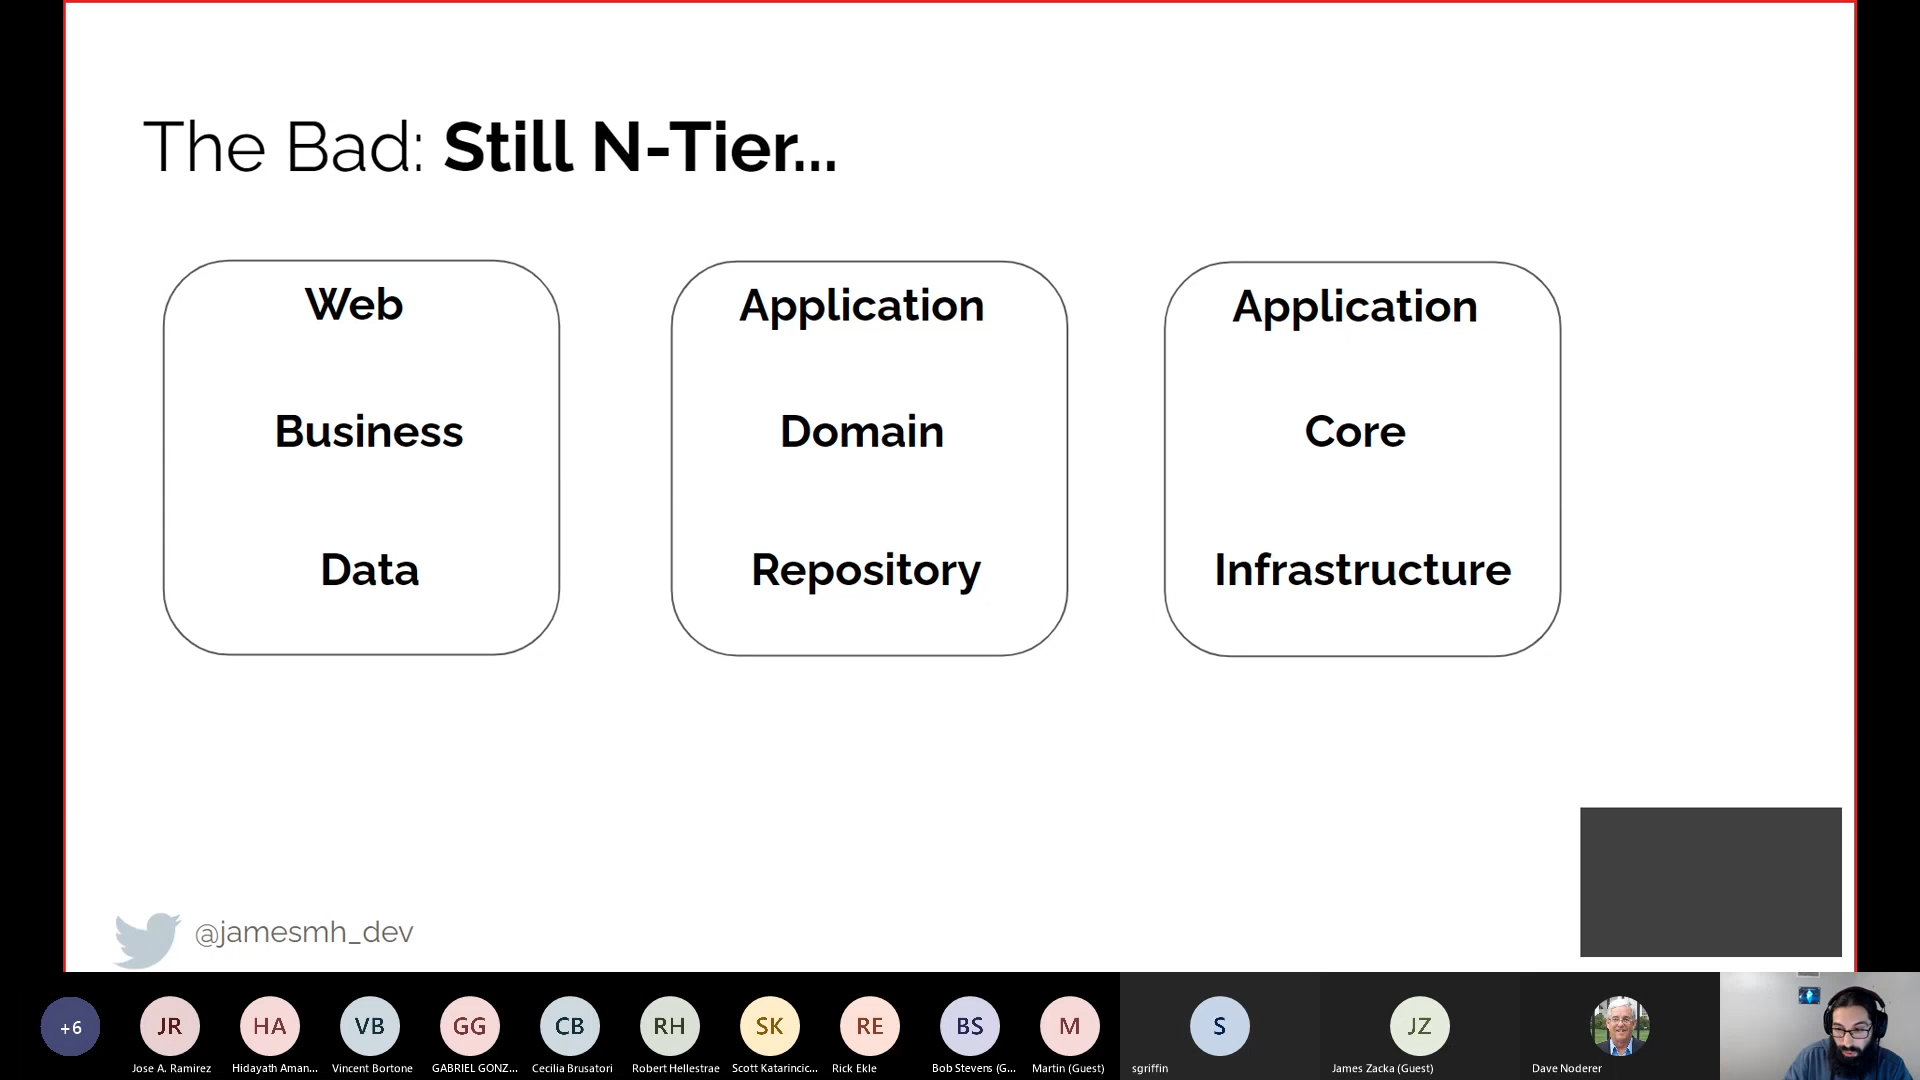 The Bad: Still N-Tier...
Web
Business
Data
Application
Domain
Repository
Application
Core
Infrastructure
@jamesmh_dev
+6
JR
HA
VB
GG
CB
RH
SK
RE
BS
M
S
JZ
Jose A. Ramirez
Hidayath Aman...
Vincent Bortone
GABRIEL GONZ...
Cecilia Brusatori
Robert Hellestrae
Scott Katarincic...
Rick Ekle
Bob Stevens (G...
Martin (Guest)
sgriffin
James Zacka (Guest)
Dave Noderer